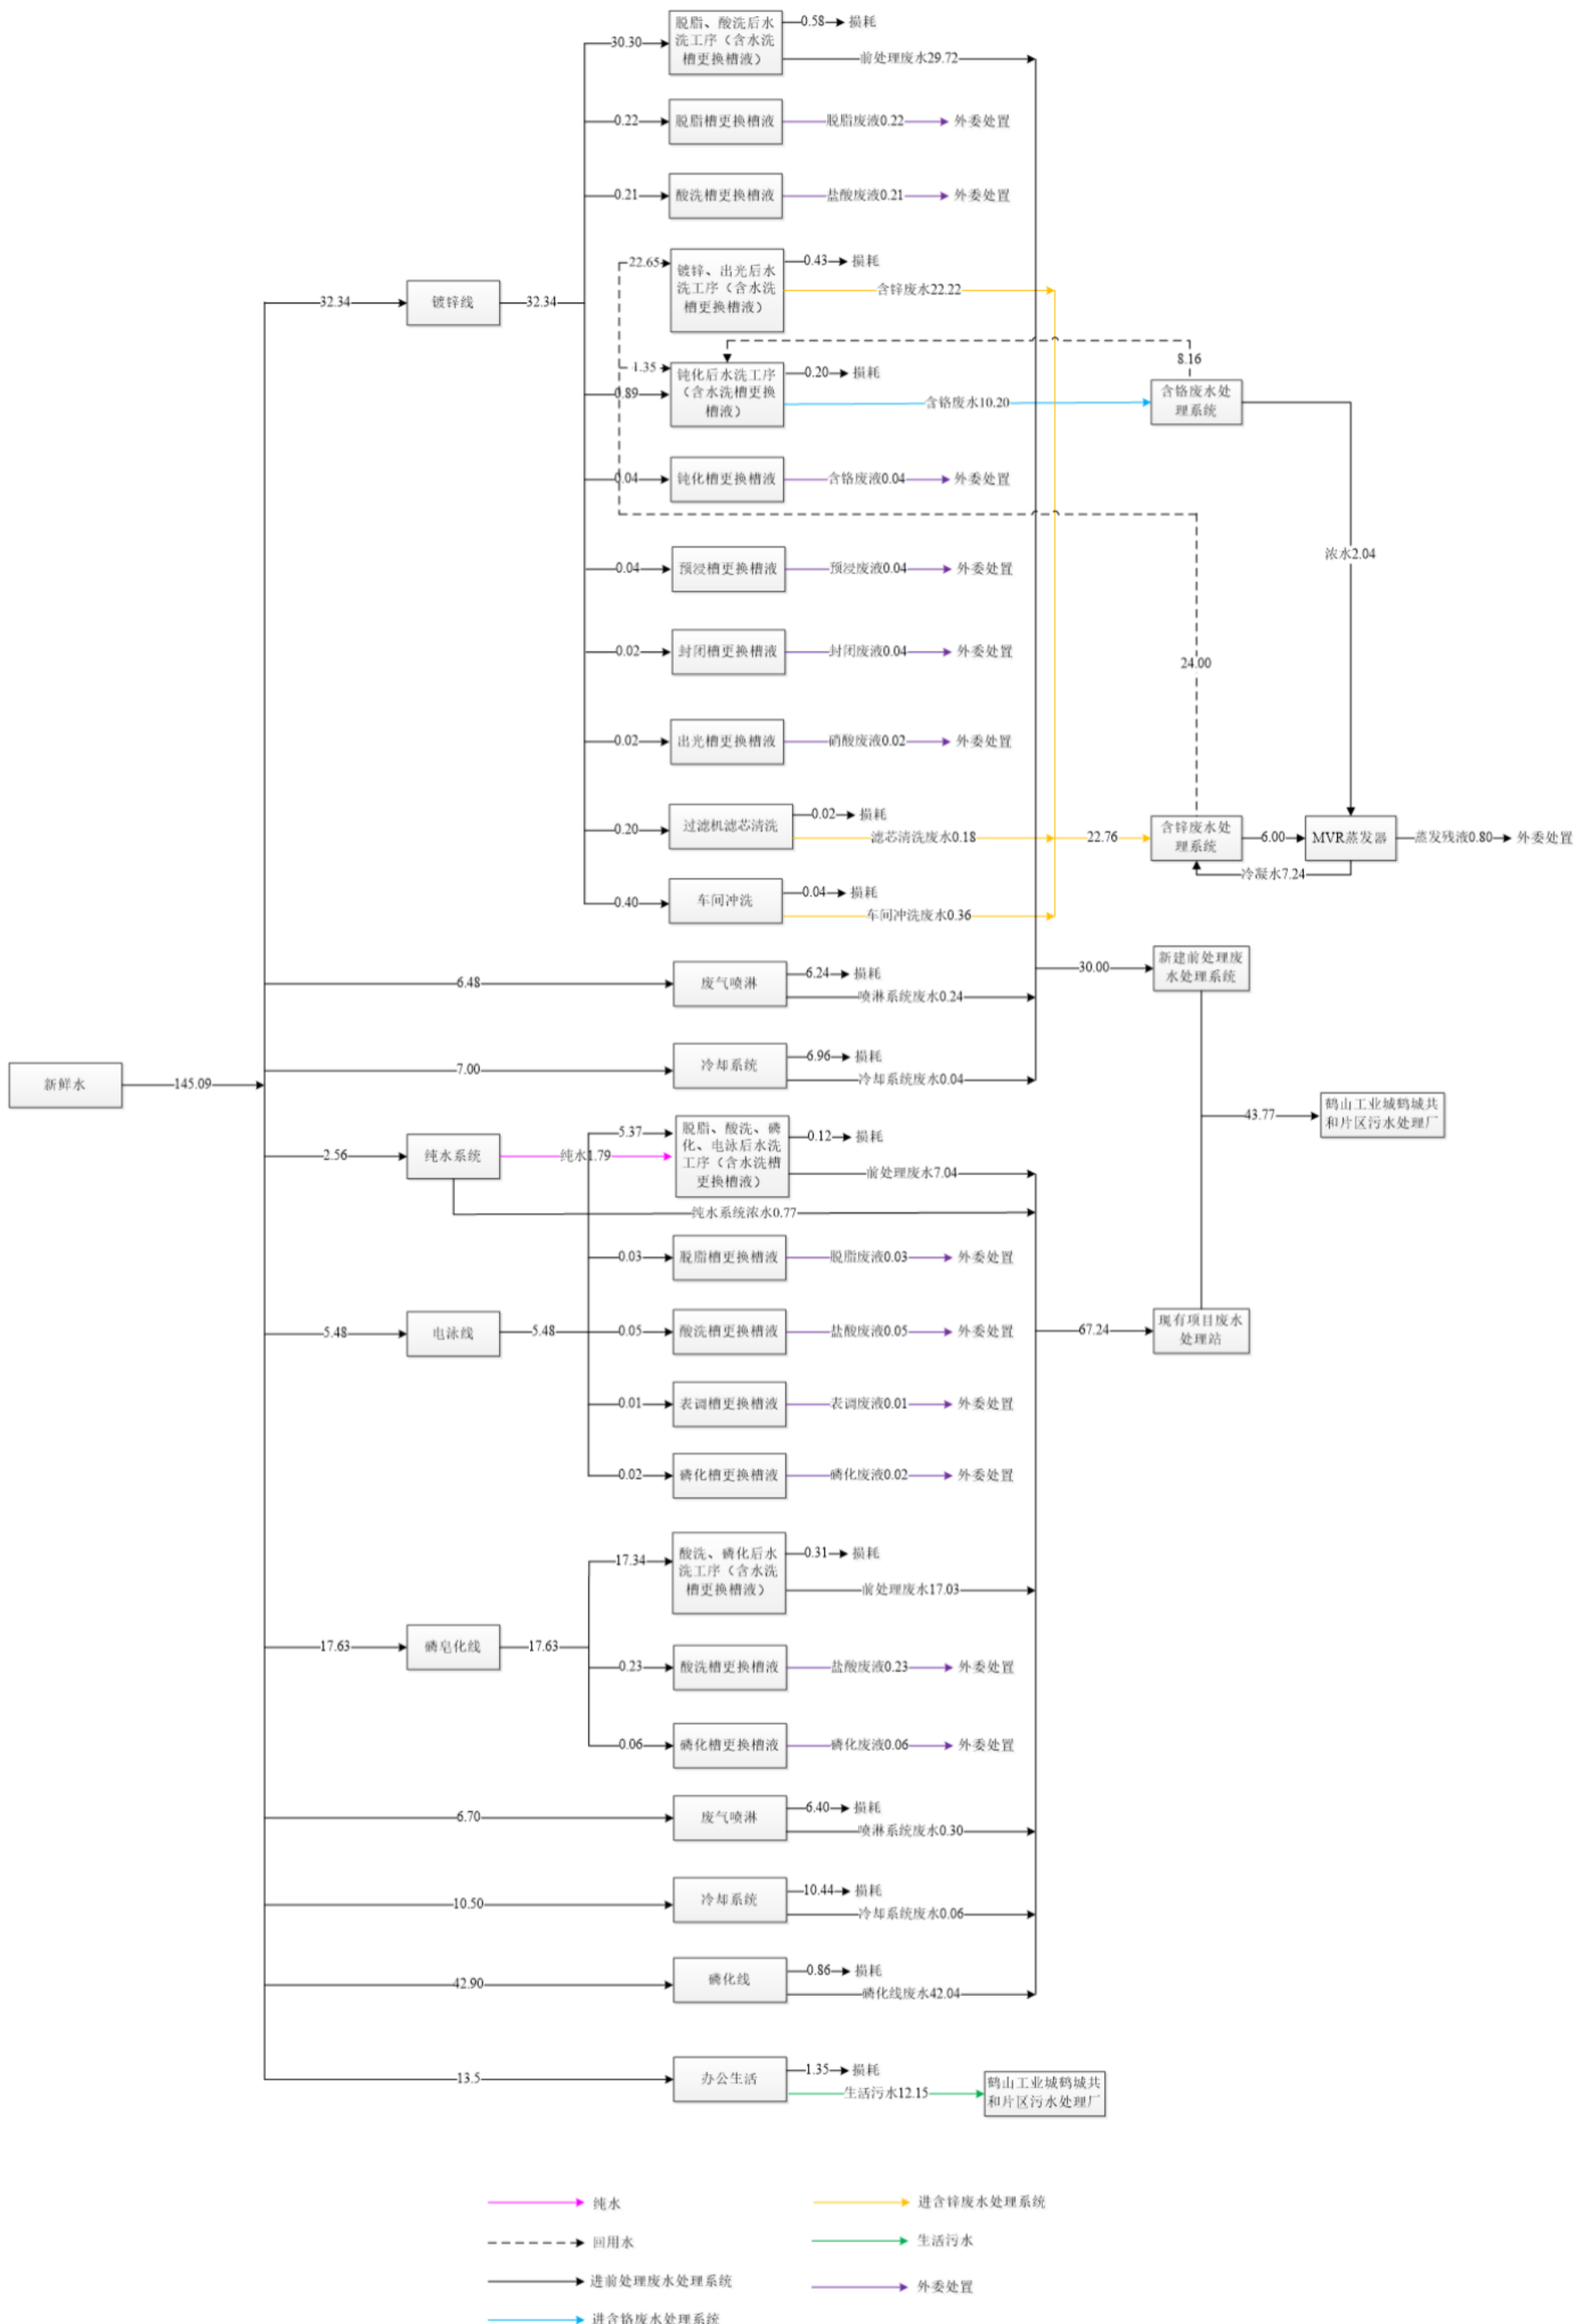 30.30
脱脂、酸洗后水
洗工序（含水洗
槽更换槽液）
0.58
损耗
前处理废水29.72
0.22
脱脂槽更换槽液
脱脂废液0.22
外委处置
0.21
酸洗槽更换槽液
盐酸废液0.21
外委处置
22.65
镀锌、出光后水
洗工序（含水洗
槽更换槽液）
0.43
损耗
含锌废水22.22
32.34
镀锌线
32.34
1.35
0.89
钝化后水洗工序
（含水洗槽更换
槽液）
0.20
损耗
含铬废水10.20
8.16
含铬废水处
理系统
0.04
钝化槽更换槽液
含铬废液0.04
外委处置
浓水2.04
0.04
预浸槽更换槽液
预浸废液0.04
外委处置
0.02
封闭槽更换槽液
封闭废液0.04
外委处置
24.00
0.02
出光槽更换槽液
硝酸废液0.02
外委处置
0.20
过滤机滤芯清洗
0.02
损耗
滤芯清洗废水0.18
22.76
含锌废水处
理系统
6.00
MVR蒸发器
蒸发残液0.80
外委处置
冷凝水7.24
0.40
车间冲洗
0.04
损耗
车间冲洗废水0.36
30.00
新建前处理废
水处理系统
6.48
废气喷淋
6.24
损耗
喷淋系统废水0.24
新鲜水
145.09
7.00
冷却系统
6.96
损耗
冷却系统废水0.04
43.77
鹤山工业城鹤城共
和片区污水处理厂
2.56
纯水系统
纯水1.79
5.37
脱脂、酸洗、磷
化、电泳后水洗
工序（含水洗槽
更换槽液）
0.12
损耗
前处理废水7.04
纯水系统浓水0.77
0.03
脱脂槽更换槽液
脱脂废液0.03
外委处置
5.48
电泳线
5.48
0.05
酸洗槽更换槽液
盐酸废液0.05
外委处置
67.24
现有项目废水
处理站
0.01
表调槽更换槽液
表调废液0.01
外委处置
0.02
磷化槽更换槽液
磷化废液0.02
外委处置
17.34
酸洗、磷化后水
洗工序（含水洗
槽更换槽液）
0.31
损耗
前处理废水17.03
17.63
磷皂化线
17.63
0.23
酸洗槽更换槽液
盐酸废液0.23
外委处置
0.06
磷化槽更换槽液
磷化废液0.06
外委处置
6.70
废气喷淋
6.40
损耗
喷淋系统废水0.30
10.50
冷却系统
10.44
损耗
冷却系统废水0.06
42.90
磷化线
0.86
损耗
磷化线废水42.04
13.5
办公生活
1.35
损耗
生活污水12.15
鹤山工业城鹤城共
和片区污水处理厂
纯水
进含锌废水处理系统
回用水
生活污水
进前处理废水处理系统
外委处置
进含铬废水处理系统